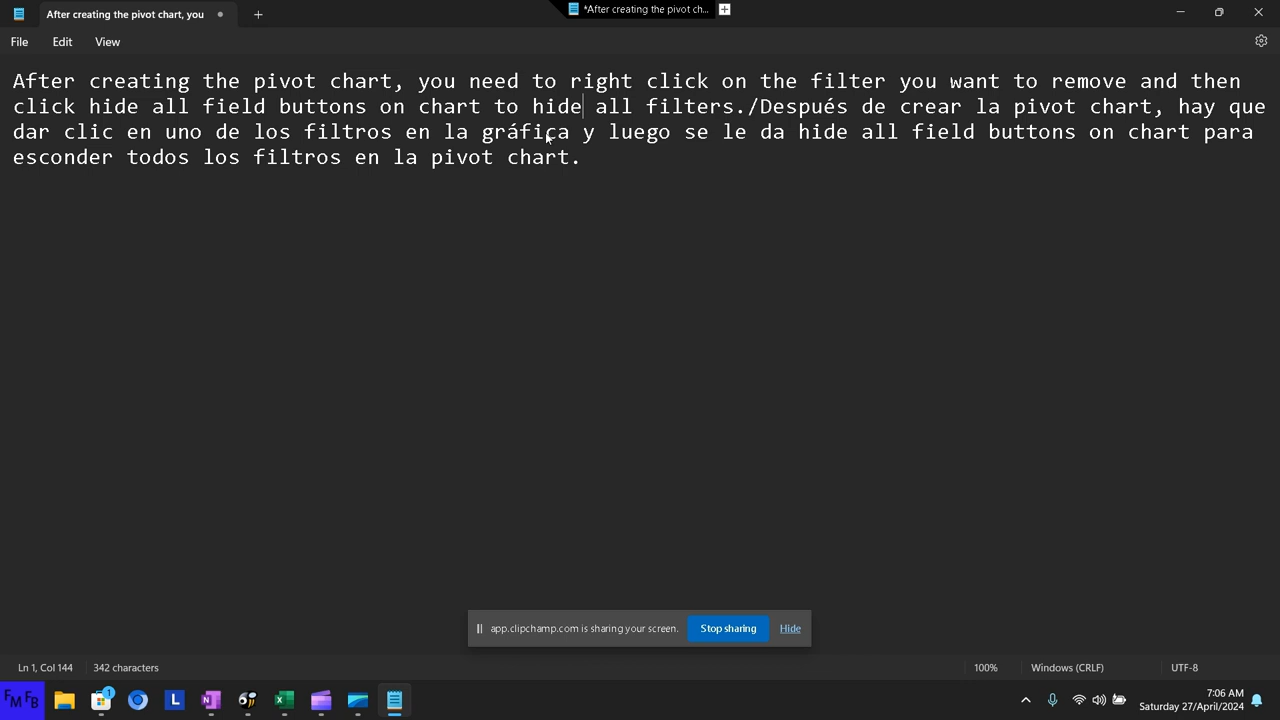 After creating the pivot chart, you
*After creating the pivot ch...
File Edit View
After creating the pivot chart, you need to right click on the filter you want to remove and then
click hide all field buttons on chart to hide all filters./Después de crear la pivot chart, hay que
dar clic en uno de los filtros en la gráfica y luego se le da hide all field buttons on chart para
esconder todos los filtros en la pivot chart.
app.clipchamp.com is sharing your screen. Stop sharing Hide
Ln 1, Col 144 342 characters 100% Windows (CRLF) UTF-8
FM FB 1 L N 7:06 AM
Saturday 27/April/2024